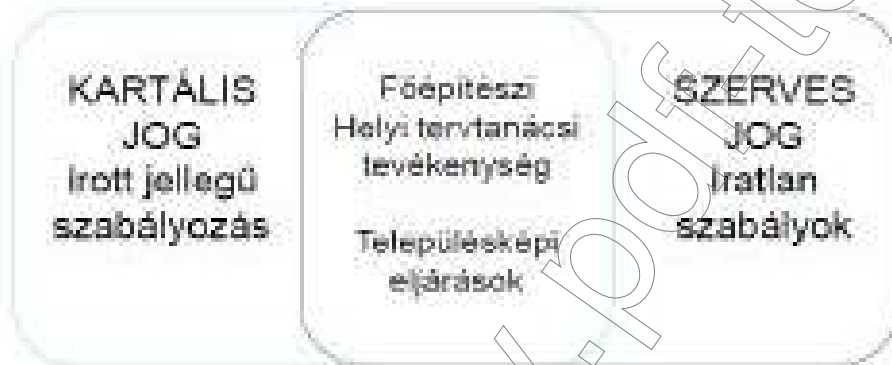 KARTÁLIS
JOG
írott jellegű
szabályozás
Főépítészi
Helyi tervtanácsi
tevékenység
Településképi
eljárások
SZERVES
JOG
íratlan
szabályok